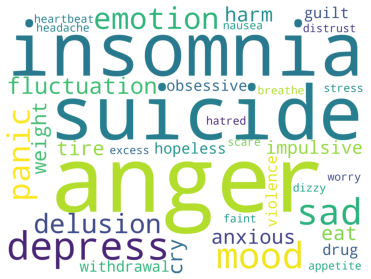 heartbeat
headache
emotion
nausea
harm
guilt
distrust
insomnia
fluctuation
obsessive
breathe
stress
suicide
panic
weight
tire
excess
hopeless
hatred
scare
impulsive
anger
violence
dizzy
worry
delusion
faint
sad
depress
cry
anxious
mood
eat
drug
withdrawal
appetite